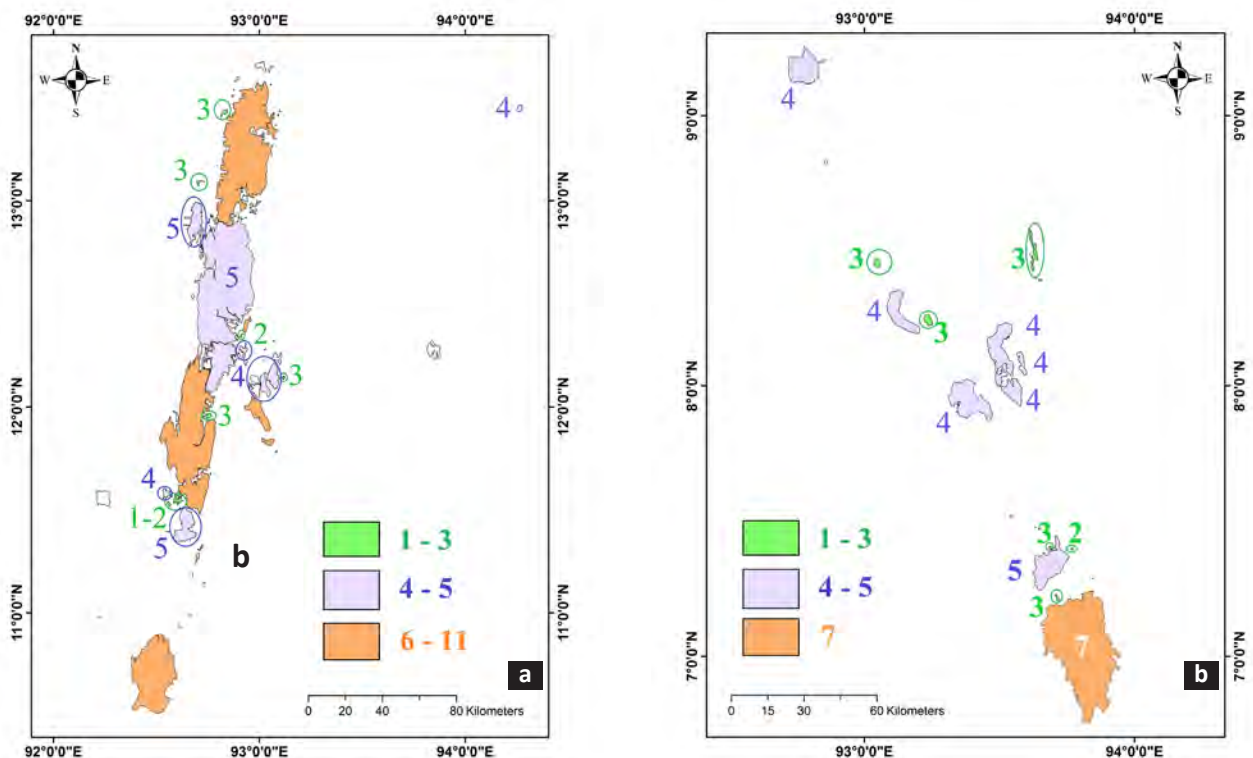 92°0'0"E 93°0'0"E 94°0'0"E
N
W E
S
3
4
3
5
5
2
4
3
3
4
1-2
5
b
1 - 3
4 - 5
6 - 11
a
0 20 40 80 Kilometers
13°0'0"N
12°0'0"N
11°0'0"N
13°0'0"N
12°0'0"N
11°0'0"N
92°0'0"E 93°0'0"E 94°0'0"E
93°0'0"E 94°0'0"E
N
W E
S
4
3
3
4
3
4
4
4
4
3
2
5
3
7
1 - 3
4 - 5
7
b
0 15 30 60 Kilometers
9°0'0"N
8°0'0"N
7°0'0"N
9°0'0"N
8°0'0"N
7°0'0"N
93°0'0"E 94°0'0"E